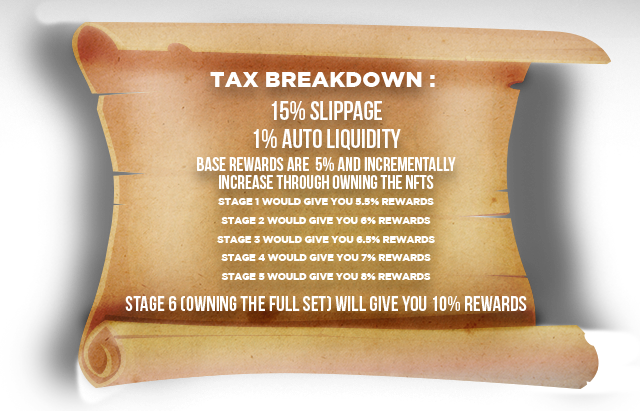 TAX BREAKDOWN :
15% SLIPPAGE
1% AUTO LIQUIDITY
BASE REWARDS ARE 5% AND INCREMENTALLY
INCREASE THROUGH OWNING THE NFTS
STAGE 1 WOULD GIVE YOU 5.5% REWARDS
STAGE 2 WOULD GIVE YOU 6% REWARDS
STAGE 3 WOULD GIVE YOU 6.5% REWARDS
STAGE 4 WOULD GIVE YOU 7% REWARDS
STAGE 5 WOULD GIVE YOU 8% REWARDS
STAGE 6 (OWNING THE FULL SET) WILL GIVE YOU 10% REWARDS